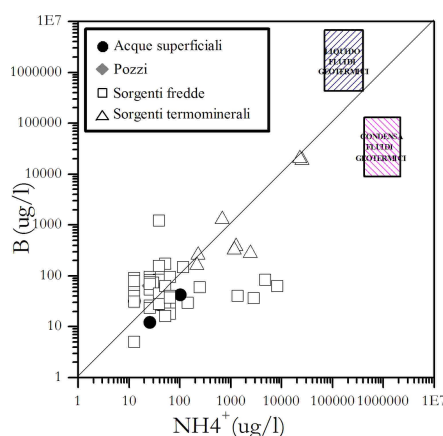 1E7
1000000
100000
10000
1000
100
10
1
B (ug/l)
Acque superficiali
Pozzi
Sorgenti fredde
Sorgenti termominerali
LIQUIDO
FLUIDI
GEOTERMICI
CONDENSA
FLUIDI
GEOTERMICI
1 10 100 1000 10000 100000 1000000 1E7
NH4+ (ug/l)